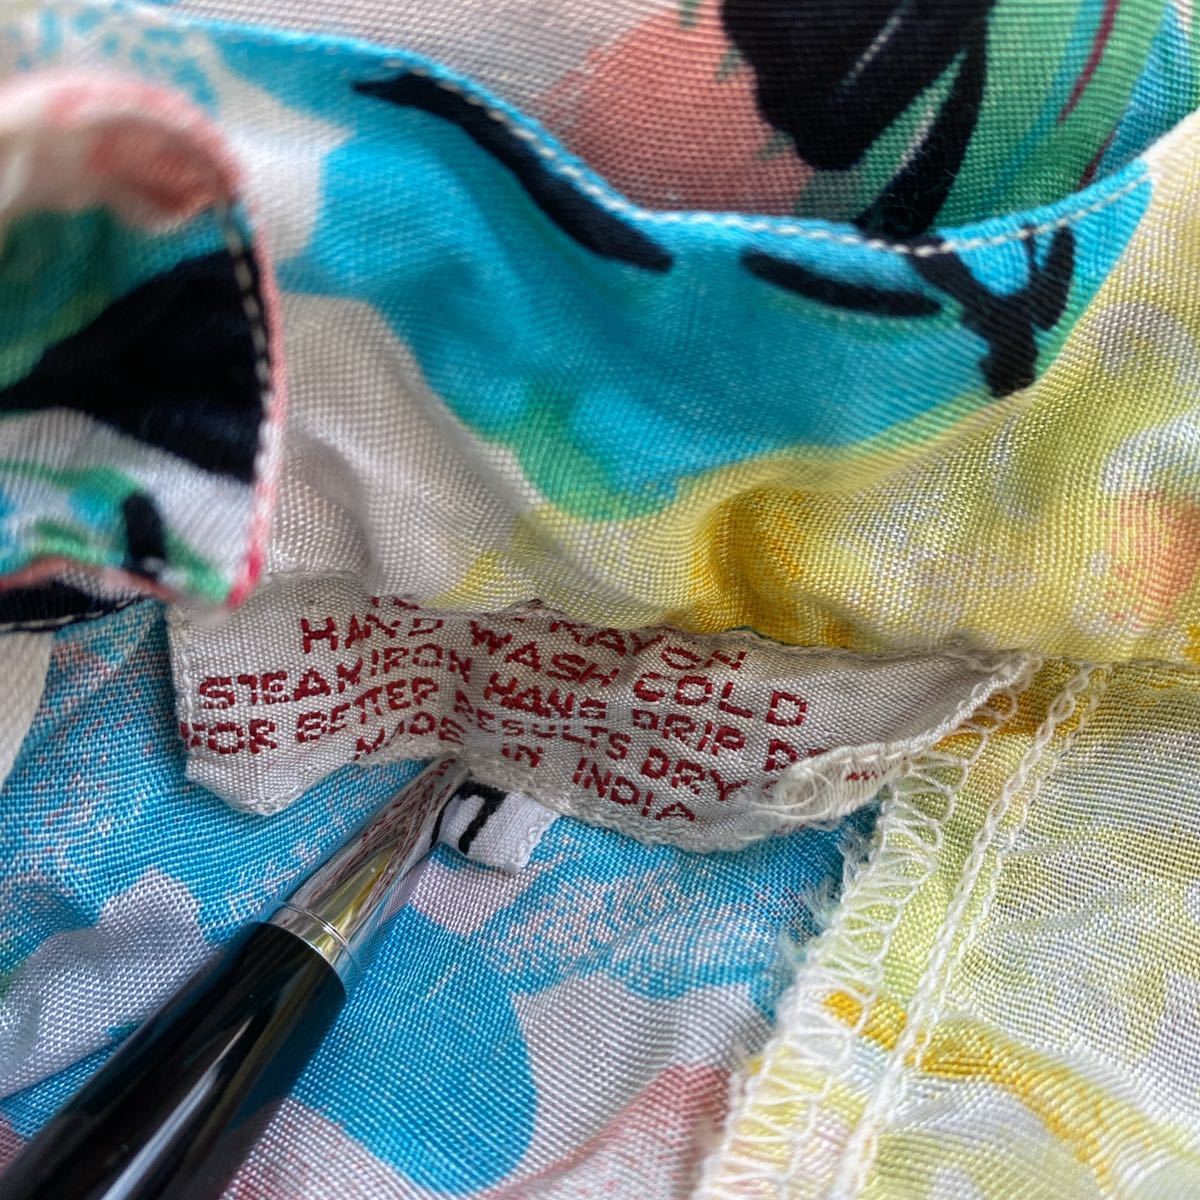 RAYON
HAND WASH COLD
STEAM IRON HANG DRIP
FOR BETTER RESULTS DRY
MADE IN INDIA